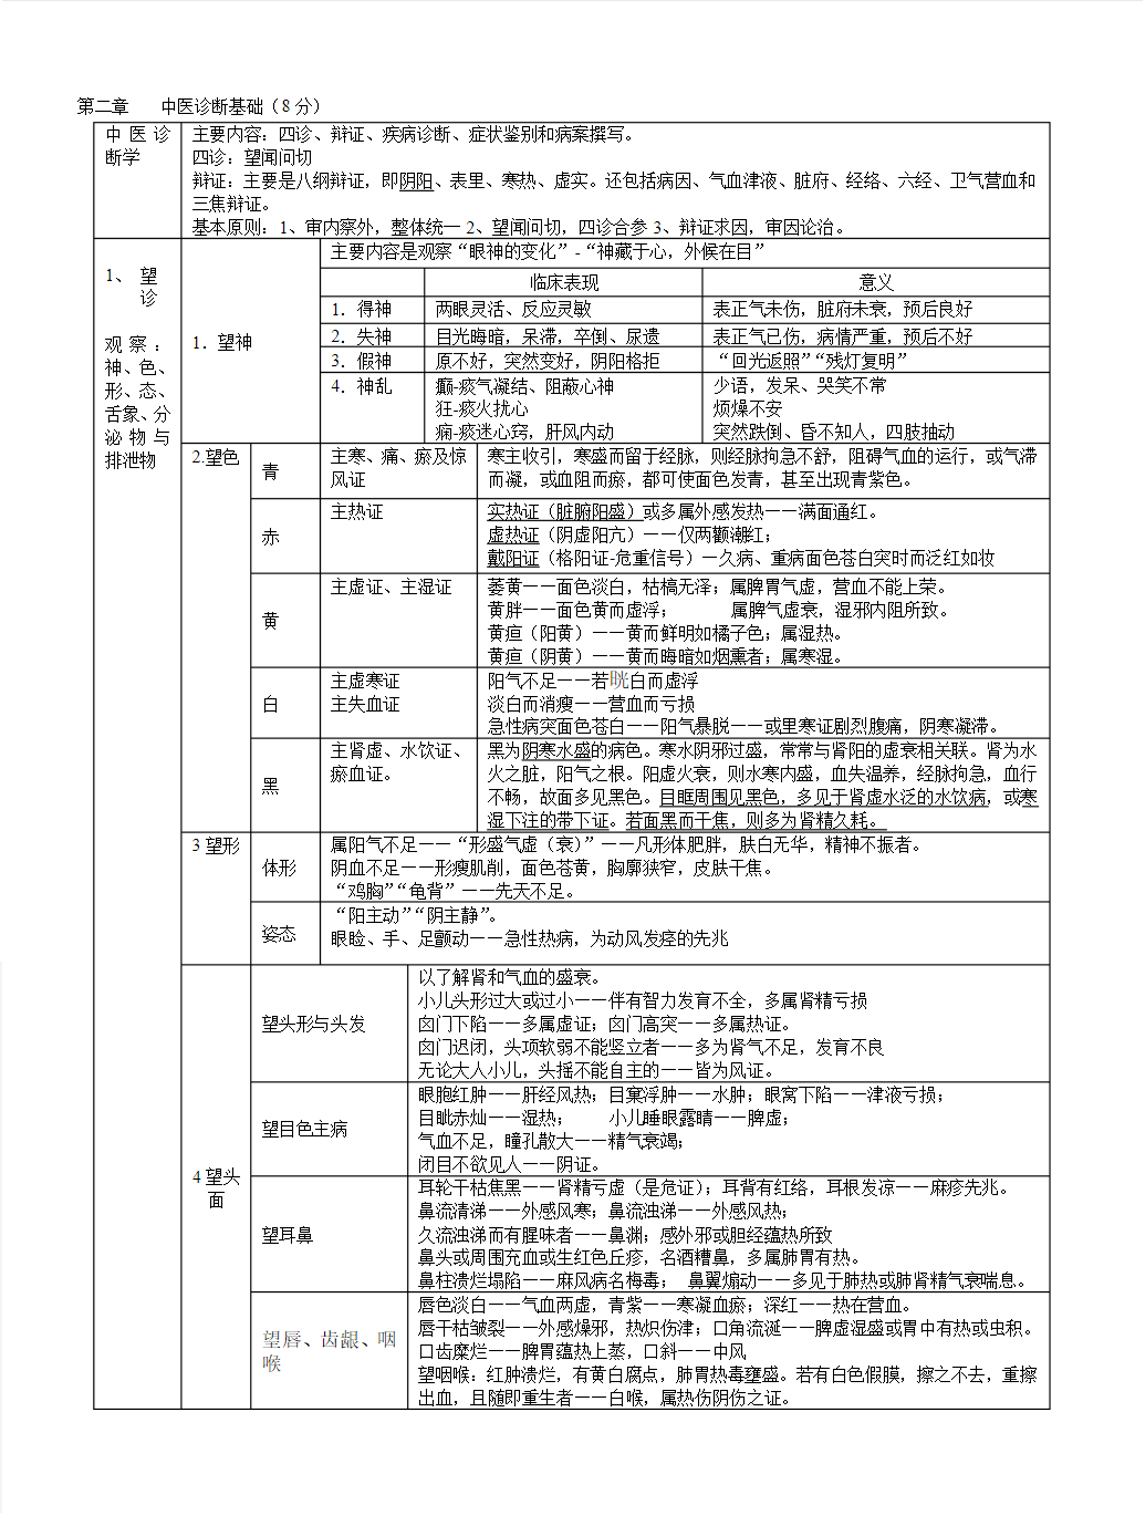 第二章 中医诊断基础（8 分）
中 医 诊
断学
主要内容：四诊、辩证、疾病诊断、症状鉴别和病案撰写。
四诊：望闻问切
辩证：主要是八纲辩证，即阴阳、表里、寒热、虚实。还包括病因、气血津液、脏府、经络、六经、卫气营血和
三焦辩证。
基本原则：1、审内察外，整体统一 2、望闻问切，四诊合参 3、辩证求因，审因论治。
1、 望
诊
观 察 ：
神、色、
形、态、
舌象、分
泌 物 与
排泄物
1．望神
主要内容是观察“眼神的变化”-“神藏于心，外候在目”
临床表现 意义
1．得神 两眼灵活、反应灵敏 表正气未伤，脏府未衰，预后良好
2．失神 目光晦暗，呆滞，卒倒、尿遗 表正气已伤，病情严重，预后不好
3．假神 原不好，突然变好，阴阳格拒 “回光返照”“残灯复明”
4．神乱 癫-痰气凝结、阻蔽心神 少语，发呆、哭笑不常
狂-痰火扰心 烦燥不安
痫-痰迷心窍，肝风内动 突然跌倒、昏不知人，四肢抽动
2.望色
青
主寒、痛、瘀及惊
风证
寒主收引，寒盛而留于经脉，则经脉拘急不舒，阻碍气血的运行，或气滞
而凝，或血阻而瘀，都可使面色发青，甚至出现青紫色。
赤
主热证
实热证（脏腑阳盛）或多属外感发热——满面通红。
虚热证（阴虚阳亢）——仅两颧潮红；
戴阳证（格阳证-危重信号）—久病、重病面色苍白突时而泛红如妆
黄
主虚证、主湿证
萎黄——面色淡白，枯槁无泽；属脾胃气虚，营血不能上荣。
黄胖——面色黄而虚浮； 属脾气虚衰，湿邪内阻所致。
黄疸（阳黄）——黄而鲜明如橘子色；属湿热。
黄疸（阴黄）——黄而晦暗如烟熏者；属寒湿。
白
主虚寒证
主失血证
阳气不足——若晄白而虚浮
淡白而消瘦——营血而亏损
急性病突面色苍白——阳气暴脱——或里寒证剧烈腹痛，阴寒凝滞。
黑
主肾虚、水饮证、
瘀血证。
黑为阴寒水盛的病色。寒水阴邪过盛，常常与肾阳的虚衰相关联。肾为水
火之脏，阳气之根。阳虚火衰，则水寒内盛，血失温养，经脉拘急，血行
不畅，故面多见黑色。目眶周围见黑色，多见于肾虚水泛的水饮病，或寒
湿下注的带下证。若面黑而干焦，则多为肾精久耗。
3 望形
体形
属阳气不足——“形盛气虚（衰）”——凡形体肥胖，肤白无华，精神不振者。
阴血不足——形瘦肌削，面色苍黄，胸廓狭窄，皮肤干焦。
“鸡胸”“龟背”——先天不足。
姿态
“阳主动”“阴主静”。
眼睑、手、足颤动——急性热病，为动风发痉的先兆
4 望头
面
望头形与头发
以了解肾和气血的盛衰。
小儿头形过大或过小——伴有智力发育不全，多属肾精亏损
囟门下陷——多属虚证；囟门高突——多属热证。
囟门迟闭，头项软弱不能竖立者——多为肾气不足，发育不良
无论大人小儿，头摇不能自主的——皆为风证。
望目色主病
眼胞红肿——肝经风热；目窠浮肿——水肿；眼窝下陷——津液亏损；
目眦赤灿——湿热； 小儿睡眼露睛——脾虚；
气血不足，瞳孔散大——精气衰竭；
闭目不欲见人——阴证。
望耳鼻
耳轮干枯焦黑——肾精亏虚（是危证）；耳背有红络，耳根发凉——麻疹先兆。
鼻流清涕——外感风寒；鼻流浊涕——外感风热；
久流浊涕而有腥味者——鼻渊；感外邪或胆经蕴热所致
鼻头或周围充血或生红色丘疹，名酒糟鼻，多属肺胃有热。
鼻柱溃烂塌陷——麻风病名梅毒； 鼻翼煽动——多见于肺热或肺肾精气衰喘息。
望唇、齿龈、咽
喉
唇色淡白——气血两虚，青紫——寒凝血瘀；深红——热在营血。
唇干枯皱裂——外感燥邪，热炽伤津；口角流涎——脾虚湿盛或胃中有热或虫积。
口齿糜烂——脾胃蕴热上蒸，口斜——中风
望咽喉：红肿溃烂，有黄白腐点，肺胃热毒壅盛。若有白色假膜，擦之不去，重擦
出血，且随即重生者——白喉，属热伤阴伤之证。